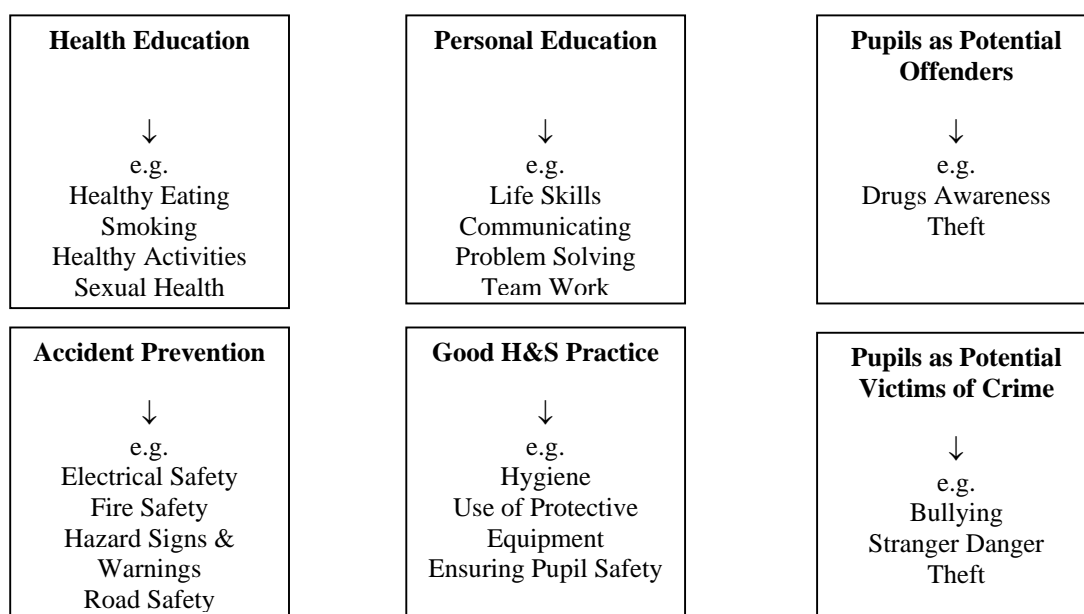 Health Education
↓
e.g.
Healthy Eating
Smoking
Healthy Activities
Sexual Health
Personal Education
↓
e.g.
Life Skills
Communicating
Problem Solving
Team Work
Pupils as Potential
Offenders
↓
e.g.
Drugs Awareness
Theft
Accident Prevention
↓
e.g.
Electrical Safety
Fire Safety
Hazard Signs &
Warnings
Road Safety
Good H&S Practice
↓
e.g.
Hygiene
Use of Protective
Equipment
Ensuring Pupil Safety
Pupils as Potential
Victims of Crime
↓
e.g.
Bullying
Stranger Danger
Theft